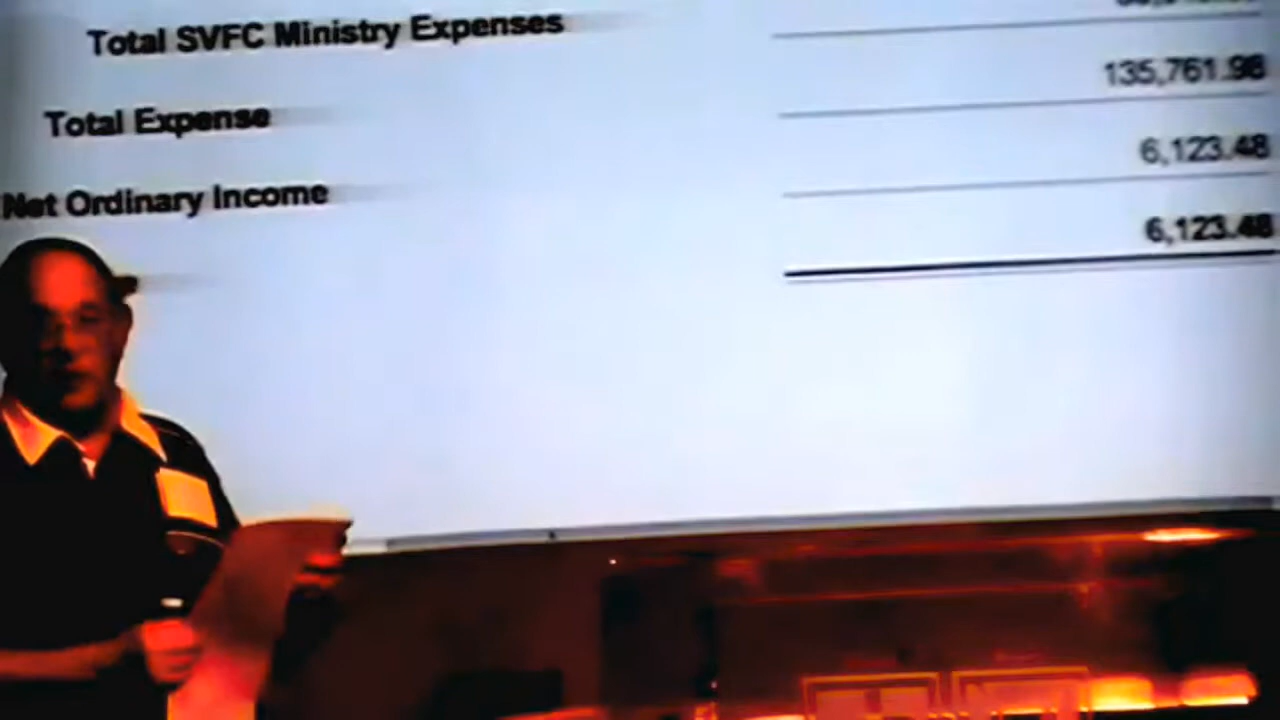 Total SVFC Ministry Expenses
135,761.98
Total Expense
6,123.48
Net Ordinary Income
6,123.48